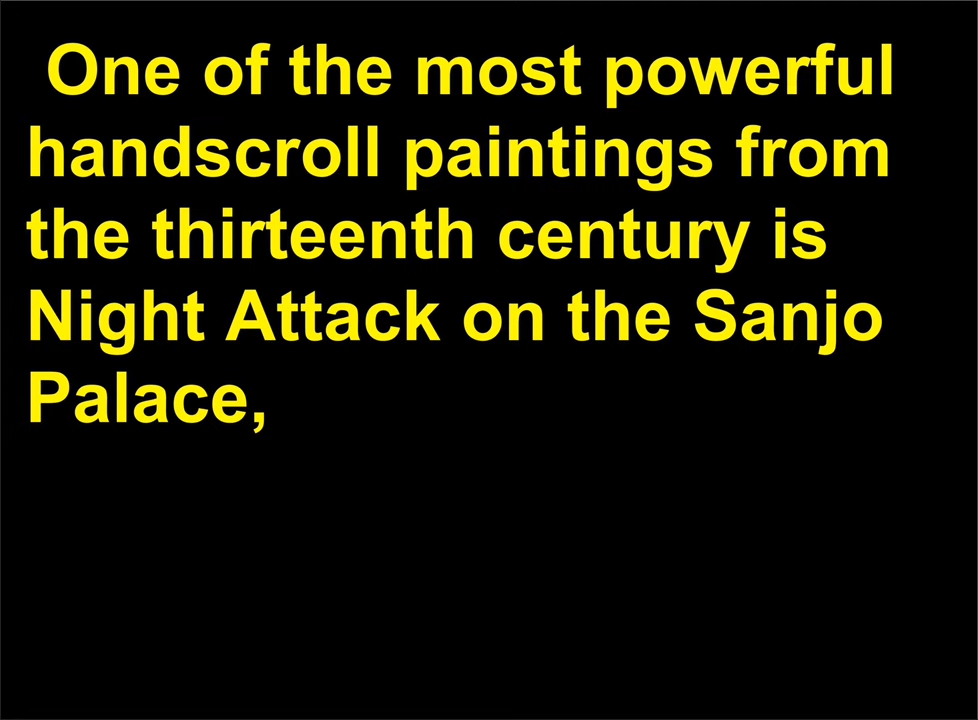 One of the most powerful
handscroll paintings from
the thirteenth century is
Night Attack on the Sanjo
Palace,